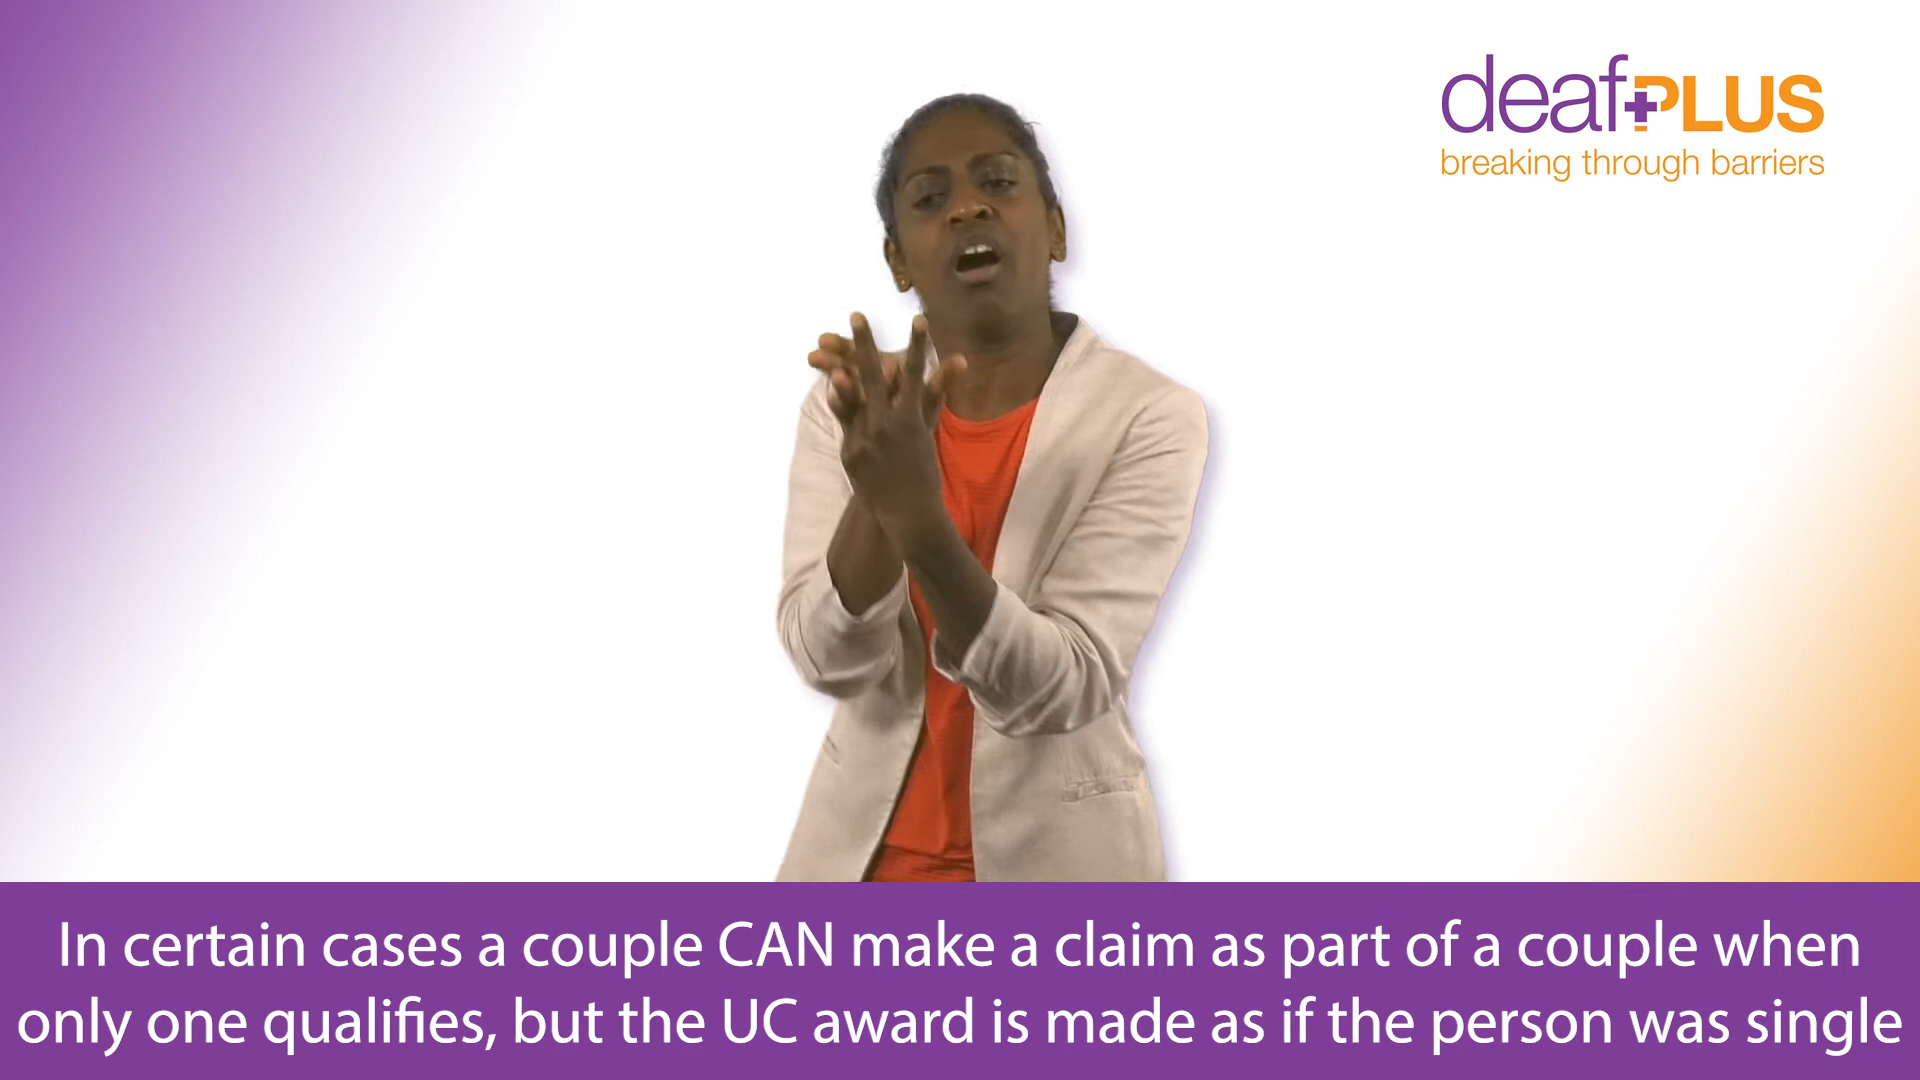 deafPLUS
breaking through barriers
In certain cases a couple CAN make a claim as part of a couple when
only one qualifies, but the UC award is made as if the person was single